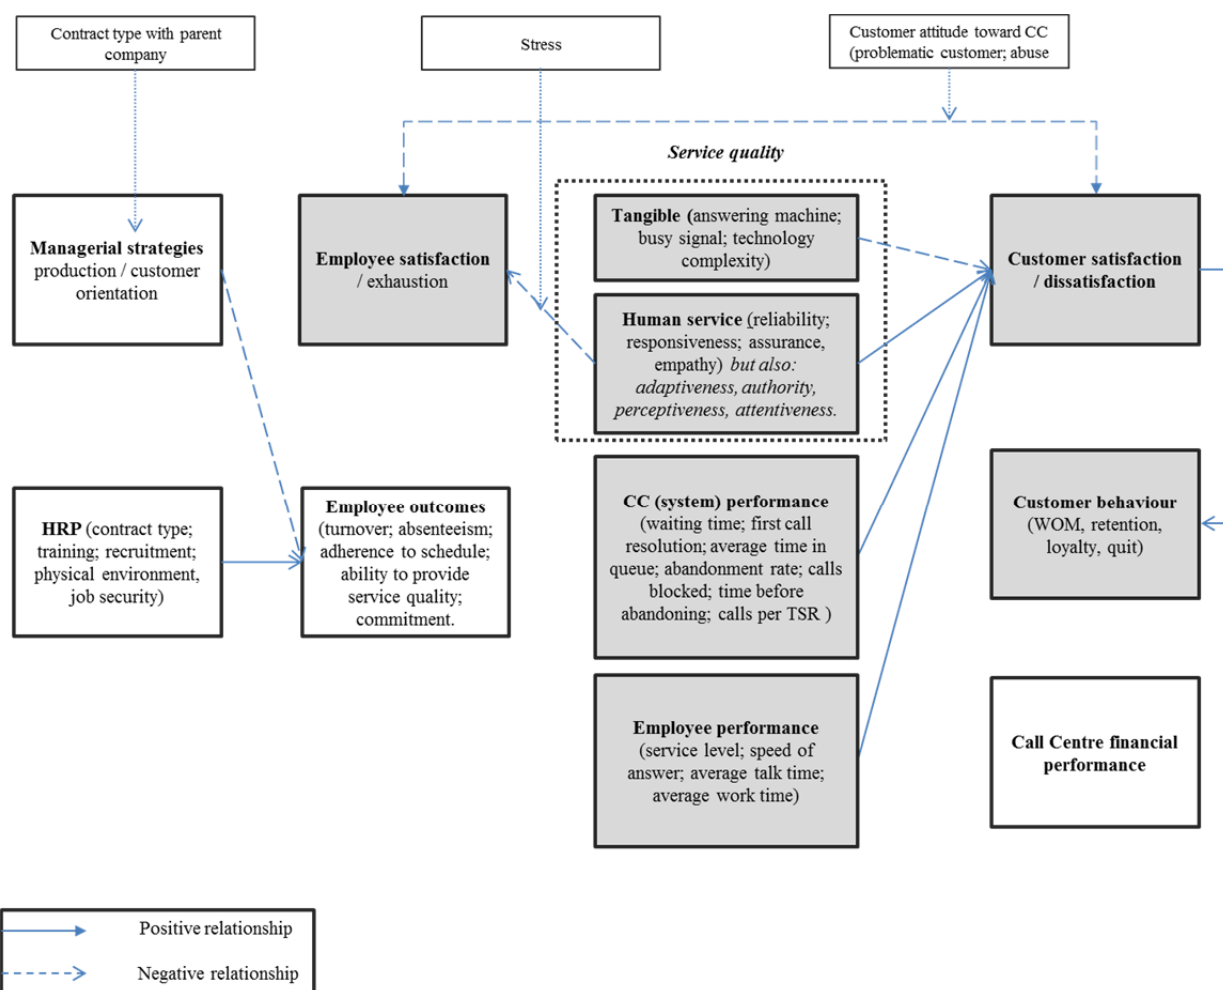 Contract type with parent
company
Stress
Customer attitude toward CC
(problematic customer; abuse
Service quality
Managerial strategies
production / customer
orientation
Employee satisfaction
/ exhaustion
Tangible (answering machine;
busy signal; technology
complexity)
Human service (reliability;
responsiveness; assurance,
empathy) but also:
adaptiveness, authority,
perceptiveness, attentiveness.
Customer satisfaction
/ dissatisfaction
HRP (contract type;
training; recruitment;
physical environment,
job security)
Employee outcomes
(turnover; absenteeism;
adherence to schedule;
ability to provide
service quality;
commitment.
CC (system) performance
(waiting time; first call
resolution; average time in
queue; abandonment rate; calls
blocked; time before
abandoning; calls per TSR )
Customer behaviour
(WOM, retention,
loyalty, quit)
Employee performance
(service level; speed of
answer; average talk time;
average work time)
Call Centre financial
performance
Positive relationship
Negative relationship